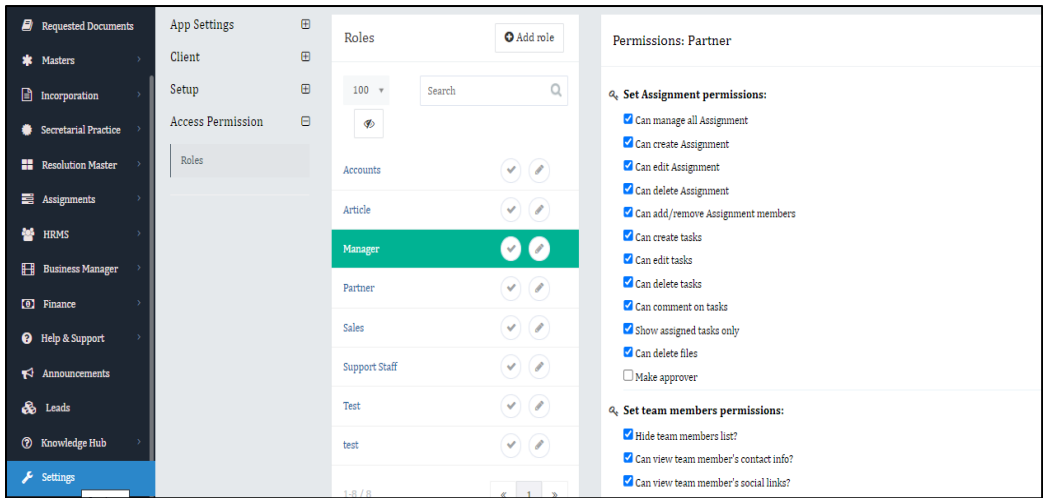 Requested Documents
Masters
Incorporation
Secretarial Practice
Resolution Master
Assignments
HRMS
Business Manager
Finance
Help & Support
Announcements
Leads
Knowledge Hub
Settings
App Settings
Client
Setup
Access Permission
Roles
Roles
Add role
100
Search
Accounts
Article
Manager
Partner
Sales
Support Staff
Test
test
1-8 / 8
« 1 »
Permissions: Partner
Set Assignment permissions:
Can manage all Assignment
Can create Assignment
Can edit Assignment
Can delete Assignment
Can add/remove Assignment members
Can create tasks
Can edit tasks
Can delete tasks
Can comment on tasks
Show assigned tasks only
Can delete files
Make approver
Set team members permissions:
Hide team members list?
Can view team member's contact info?
Can view team member's social links?